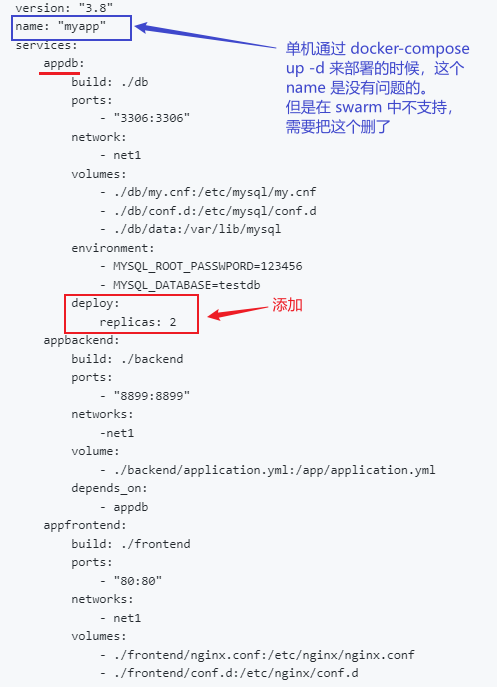 version: "3.8"
name: "myapp"
services:
    appdb:
        build: ./db
        ports:
            - "3306:3306"
        network:
            - net1
        volumes:
            - ./db/my.cnf:/etc/mysql/my.cnf
            - ./db/conf.d:/etc/mysql/conf.d
            - ./db/data:/var/lib/mysql
        environment:
            - MYSQL_ROOT_PASSWPORD=123456
            - MYSQL_DATABASE=testdb
        deploy:
            replicas: 2
    appbackend:
        build: ./backend
        ports:
            - "8899:8899"
        networks:
            -net1
        volume:
            - ./backend/application.yml:/app/application.yml
        depends_on:
            - appdb
    appfrontend:
        build: ./frontend
        ports:
            - "80:80"
        networks:
            - net1
        volumes:
            - ./frontend/nginx.conf:/etc/nginx/nginx.conf
            - ./frontend/conf.d:/etc/nginx/conf.d
单机通过 docker-compose
up -d 来部署的时候，这个
name 是没有问题的。
但是在 swarm 中不支持，
需要把这个删了
添加